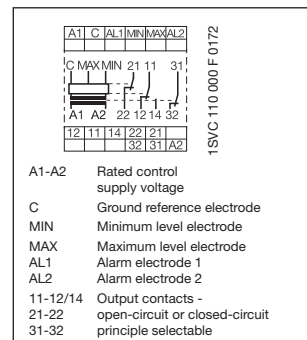 A1 C AL1 MIN MAX AL2
C MAX MIN 21 11 31
A1 A2 22 12 14 32
12 11 14 22 21
32 31 A2
1SVC 110 000 F 0172
A1-A2 Rated control
supply voltage
C Ground reference electrode
MIN Minimum level electrode
MAX Maximum level electrode
AL1 Alarm electrode 1
AL2 Alarm electrode 2
11-12/14 Output contacts -
21-22 open-circuit or closed-circuit
31-32 principle selectable